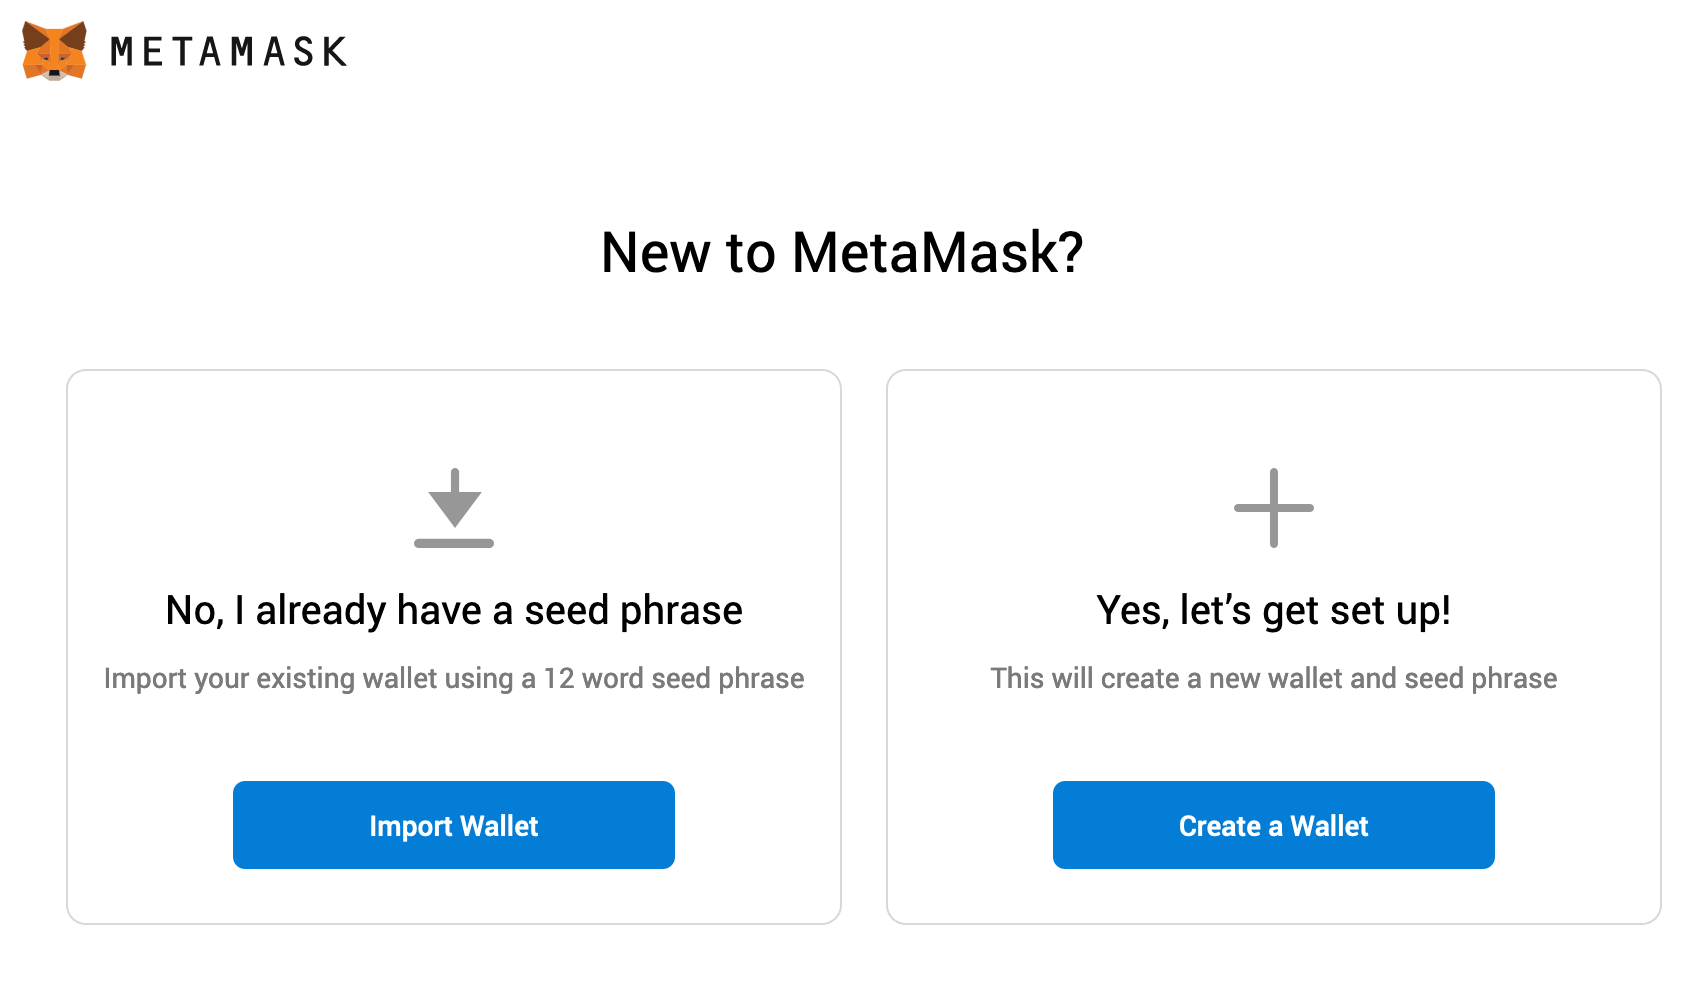 METAMASK
New to MetaMask?
No, I already have a seed phrase
Import your existing wallet using a 12 word seed phrase
Import Wallet
Yes, let’s get set up!
This will create a new wallet and seed phrase
Create a Wallet